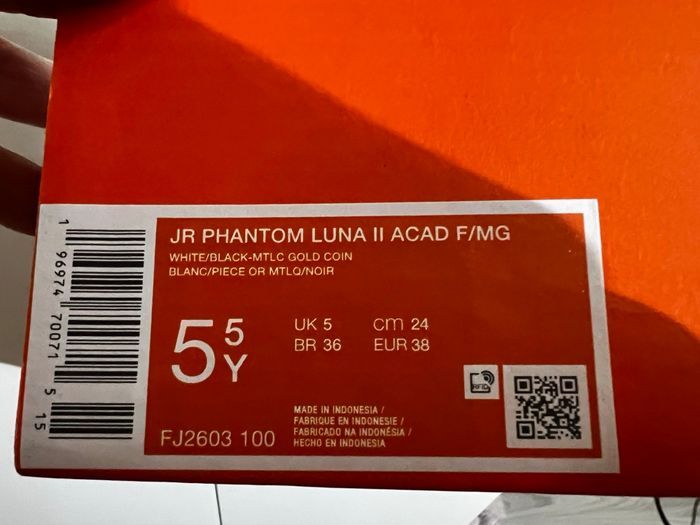 JR PHANTOM LUNA II ACAD F/MG
WHITE/BLACK-MTLC GOLD COIN
BLANC/PIECE OR MTLQ/NOIR
5 5Y
UK 5 cm 24
BR 36 EUR 38
MADE IN INDONESIA /
FABRIQUE EN INDONESIE /
FABRICADO NA INDONÉSIA /
HECHO EN INDONESIA
FJ2603 100
RFID
1 96974 70071 5 15